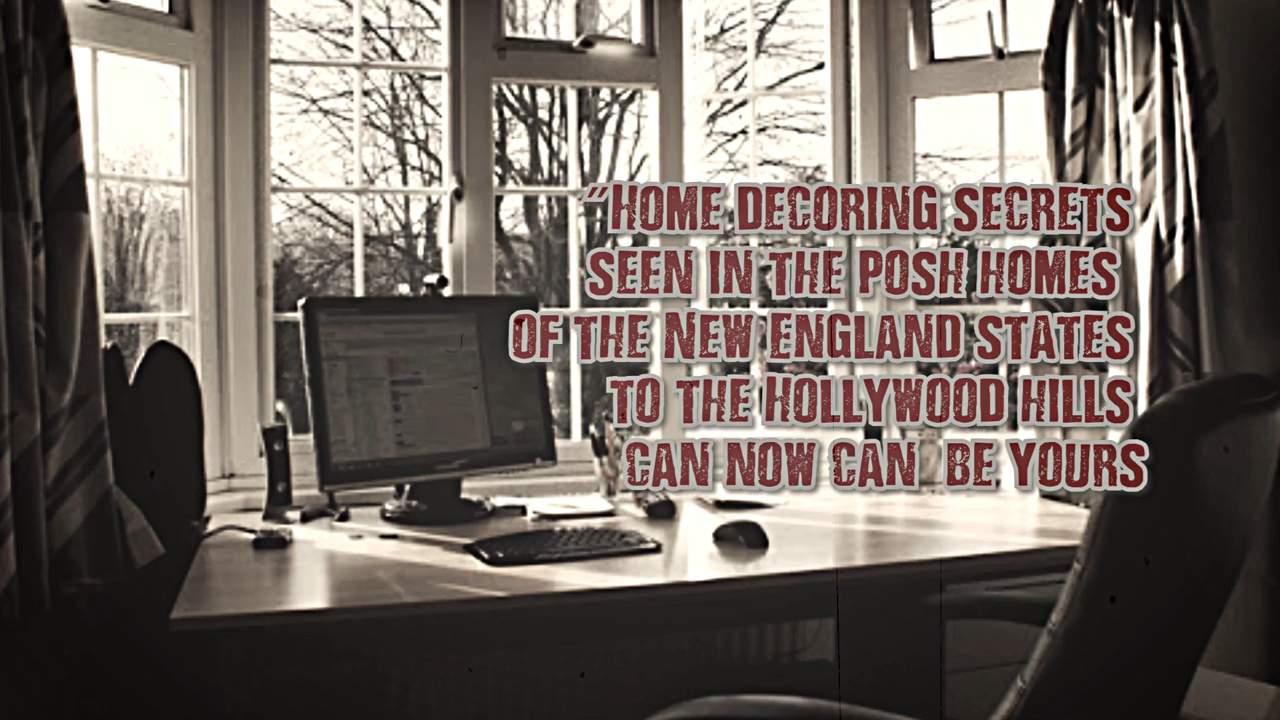 "Home decoring secrets
seen in the posh homes
of the New England states
to the Hollywood Hills
can now can be yours